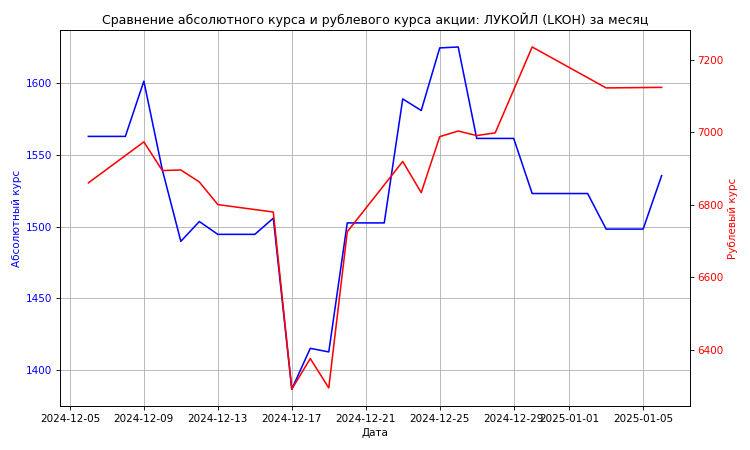 Сравнение абсолютного курса и рублевого курса акции: ЛУКОЙЛ (LKOH) за месяц
Абсолютный курс
1600
1550
1500
1450
1400
7200
7000
6800
6600
6400
Рублевый курс
2024-12-05 2024-12-09 2024-12-13 2024-12-17 2024-12-21 2024-12-25 2024-12-29 2025-01-01 2025-01-05
Дата